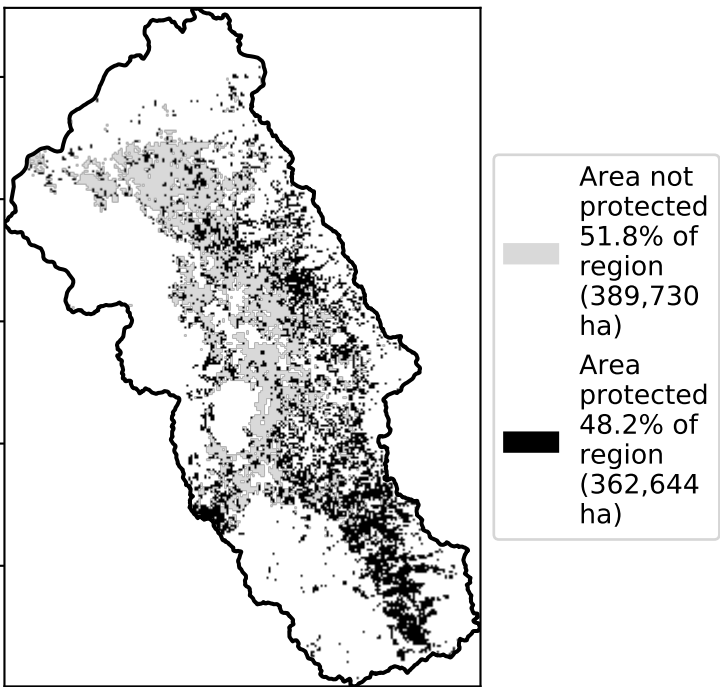 Area not
protected
51.8% of
region
(389,730
ha)
Area
protected
48.2% of
region
(362,644
ha)